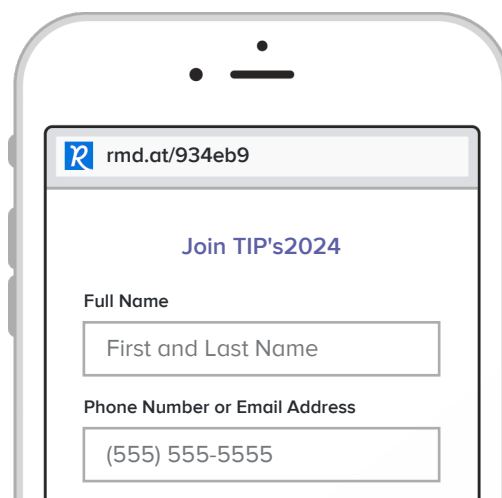 rmd.at/934eb9
Join TIP's2024
Full Name
First and Last Name
Phone Number or Email Address
(555) 555-5555